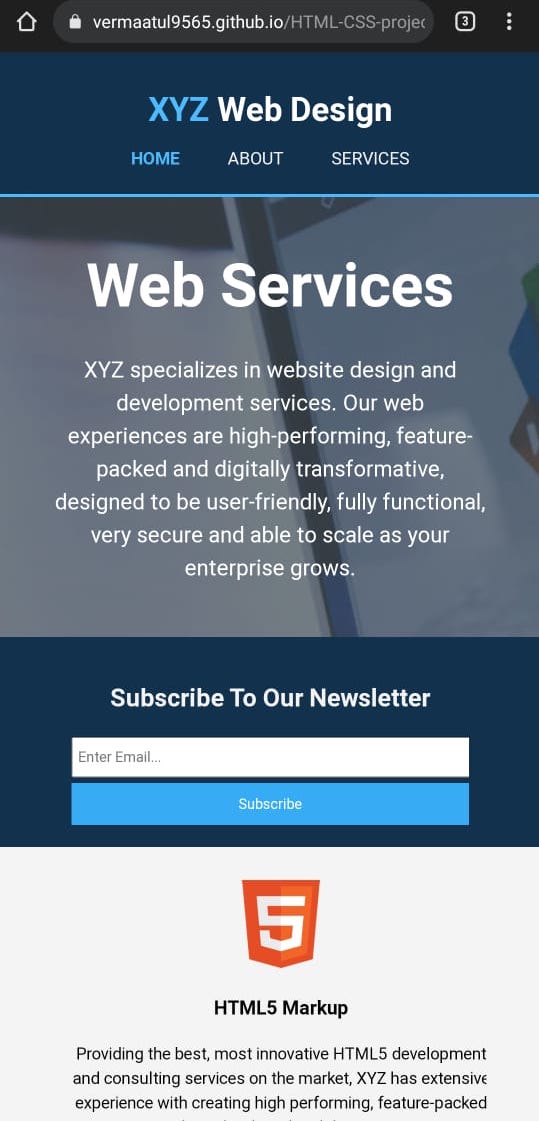 vermaatul9565.github.io/HTML-CSS-projec
3
XYZ Web Design
HOME ABOUT SERVICES
Web Services
XYZ specializes in website design and
development services. Our web
experiences are high-performing, feature-
packed and digitally transformative,
designed to be user-friendly, fully functional,
very secure and able to scale as your
enterprise grows.
Subscribe To Our Newsletter
Enter Email...
Subscribe
5
HTML5 Markup
Providing the best, most innovative HTML5 development
and consulting services on the market, XYZ has extensive
experience with creating high performing, feature-packed